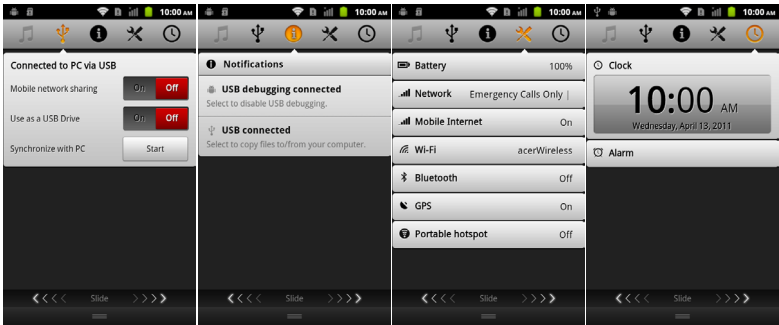 10:00 AM
Connected to PC via USB
Mobile network sharing On Off
Use as a USB Drive On Off
Synchronize with PC Start
Slide
10:00 AM
Notifications
USB debugging connected
Select to disable USB debugging.
USB connected
Select to copy files to/from your computer.
Slide
10:00 AM
Battery 100%
Network Emergency Calls Only |
Mobile Internet On
Wi-Fi acerWireless
Bluetooth Off
GPS On
Portable hotspot Off
Slide
10:00 AM
Clock
10:00 AM
Wednesday, April 13, 2011
Alarm
Slide